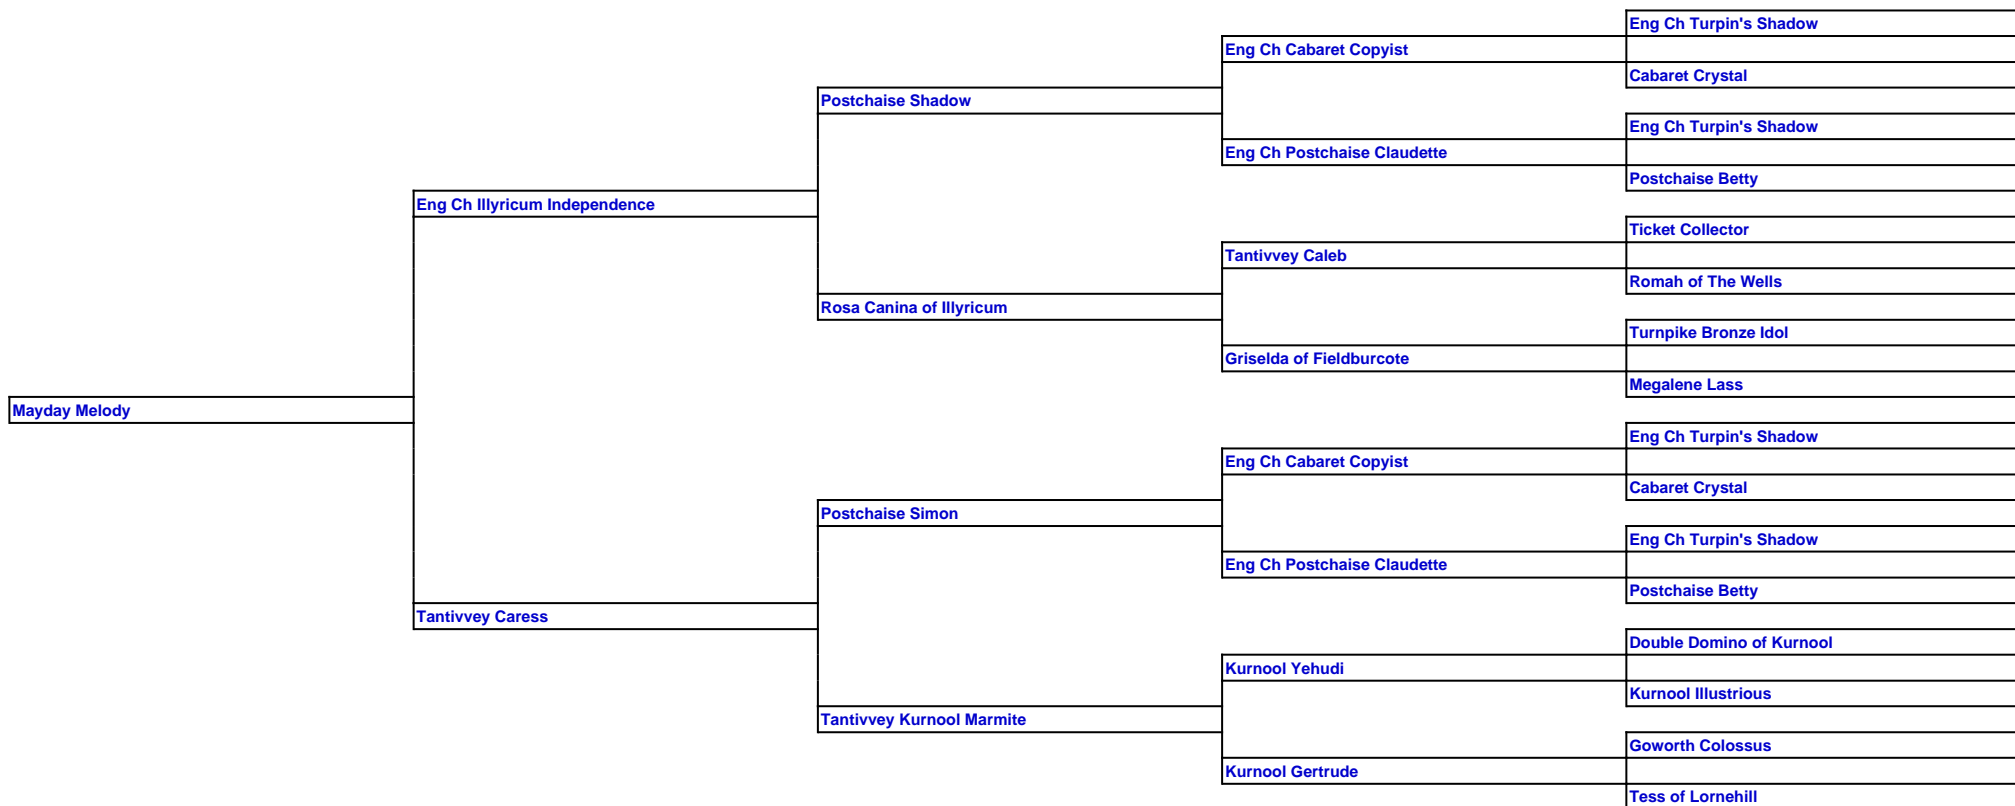 Eng Ch Turpin's Shadow
Eng Ch Cabaret Copyist
Cabaret Crystal
Postchaise Shadow
Eng Ch Turpin's Shadow
Eng Ch Postchaise Claudette
Postchaise Betty
Eng Ch Illyricum Independence
Ticket Collector
Tantivvey Caleb
Romah of The Wells
Rosa Canina of Illyricum
Turnpike Bronze Idol
Griselda of Fieldburcote
Megalene Lass
Mayday Melody
Eng Ch Turpin's Shadow
Eng Ch Cabaret Copyist
Cabaret Crystal
Postchaise Simon
Eng Ch Turpin's Shadow
Eng Ch Postchaise Claudette
Postchaise Betty
Tantivvey Caress
Double Domino of Kurnool
Kurnool Yehudi
Kurnool Illustrious
Tantivvey Kurnool Marmite
Goworth Colossus
Kurnool Gertrude
Tess of Lornehill